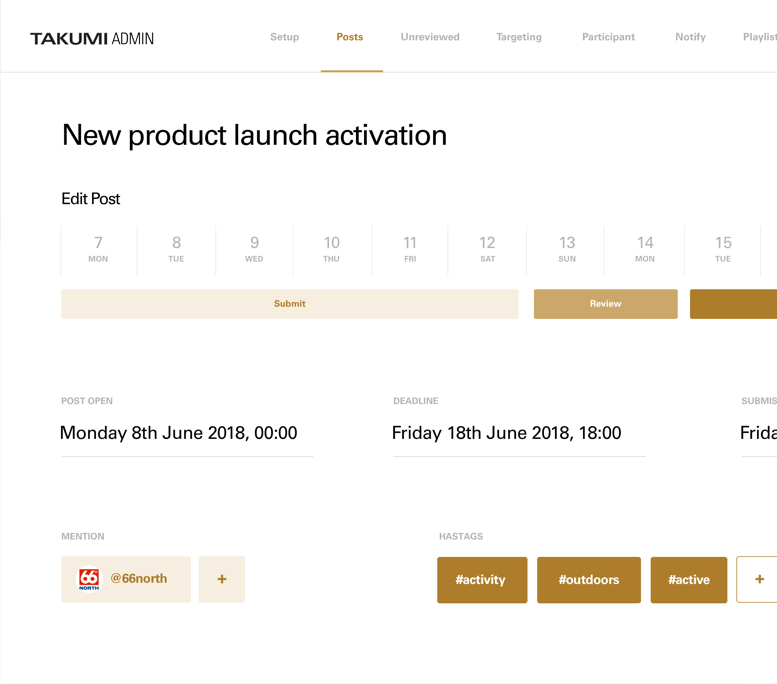 TAKUMI ADMIN Setup Posts Unreviewed Targeting Participant Notify Playlist
New product launch activation
Edit Post
7 8 9 10 11 12 13 14 15
MON TUE WED THU FRI SAT SUN MON TUE
Submit Review
POST OPEN DEADLINE SUBMIS
Monday 8th June 2018, 00:00 Friday 18th June 2018, 18:00 Frida
MENTION HASTAGS
66 NORTH @66north + #activity #outdoors #active +